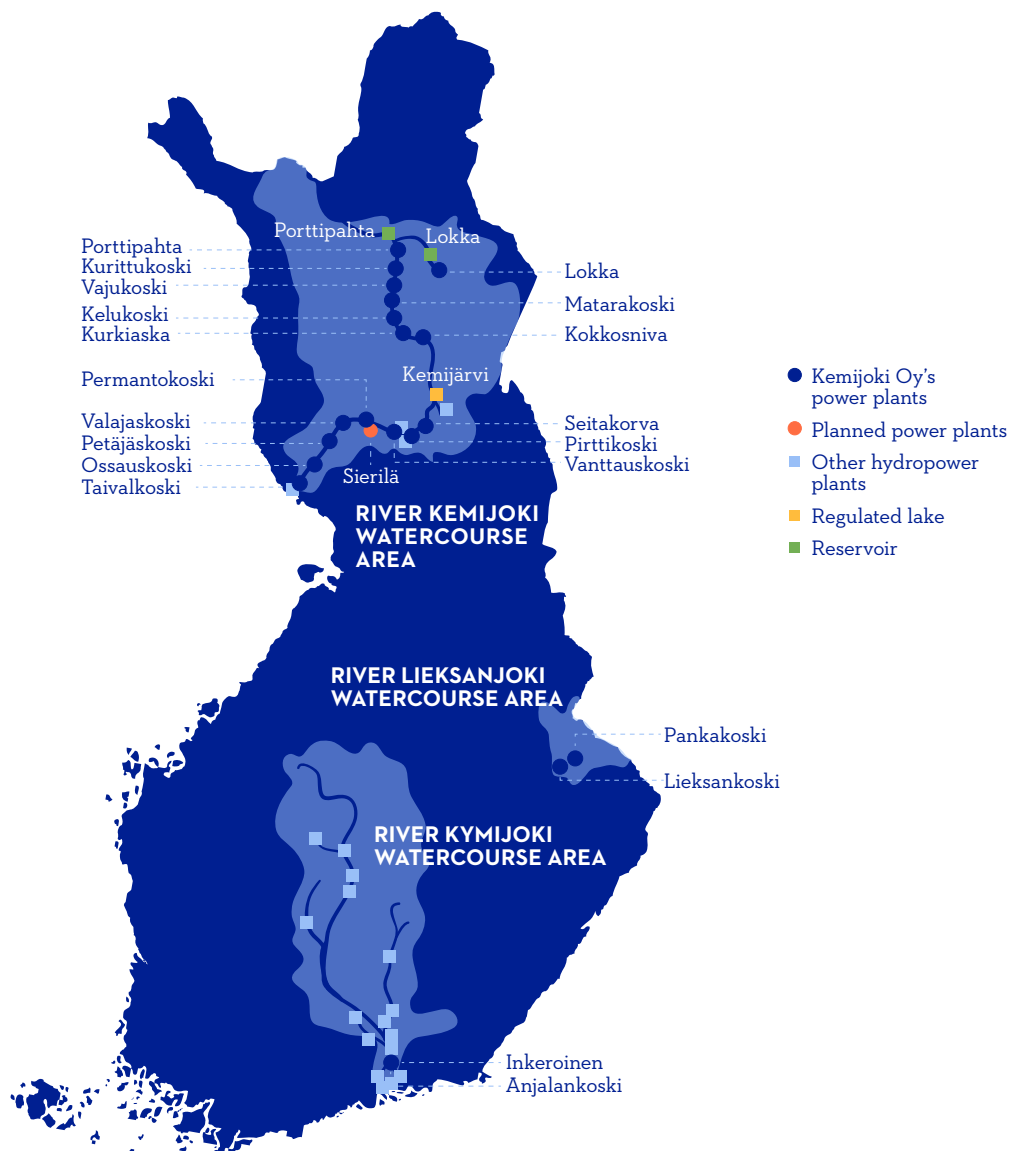 Porttipahta
Lokka
Porttipahta
Kurittukoski
Vajukoski
Kelukoski
Kurkiaska
Lokka
Matarakoski
Kokkosniva
Kemijärvi
Permantokoski
Valajaskoski
Petäjäskoski
Ossauskoski
Taivalkoski
Seitakorva
Pirttikoski
Vanttauskoski
Sierilä
Kemijoki Oy’s
power plants
Planned power plants
Other hydropower
plants
Regulated lake
Reservoir
RIVER KEMIJOKI
WATERCOURSE
AREA
RIVER LIEKSANJOKI
WATERCOURSE AREA
Pankakoski
Lieksankoski
RIVER KYMIJOKI
WATERCOURSE AREA
Inkeroinen
Anjalankoski